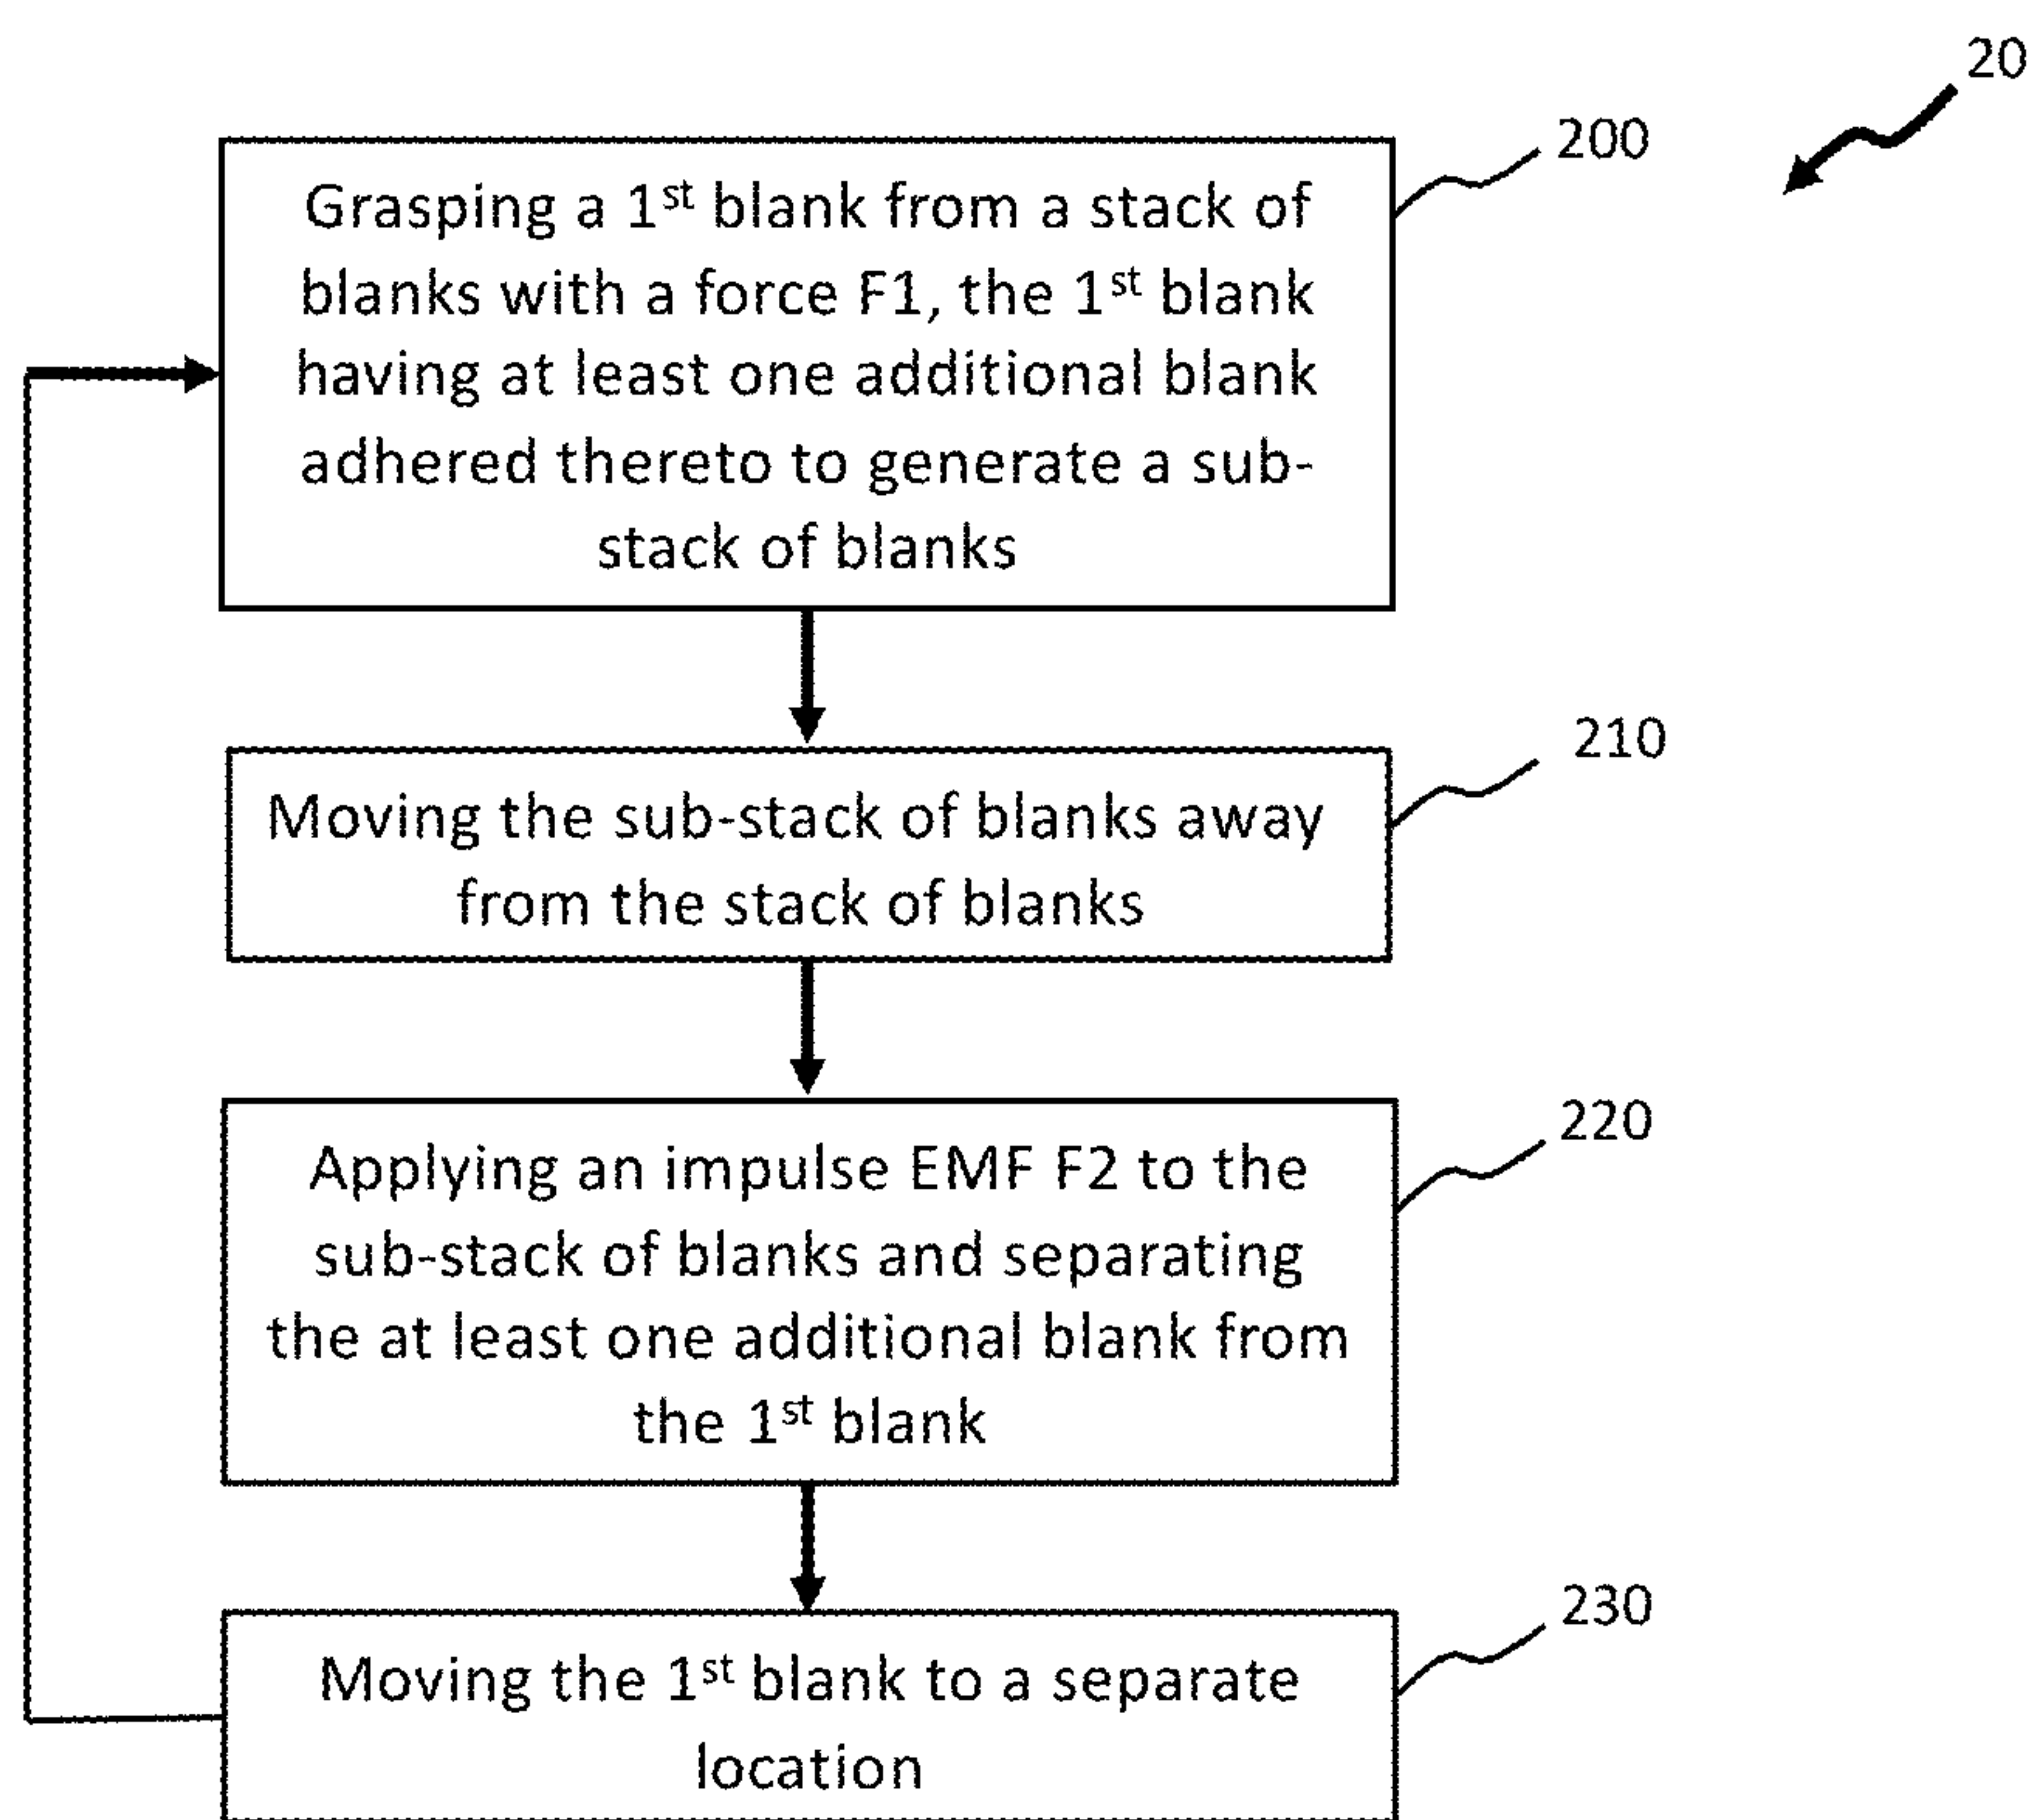 20
200
Grasping a 1st blank from a stack of
blanks with a force F1, the 1st blank
having at least one additional blank
adhered thereto to generate a sub-
stack of blanks
210
Moving the sub-stack of blanks away
from the stack of blanks
220
Applying an impulse EMF F2 to the
sub-stack of blanks and separating
the at least one additional blank from
the 1st blank
230
Moving the 1st blank to a separate
location